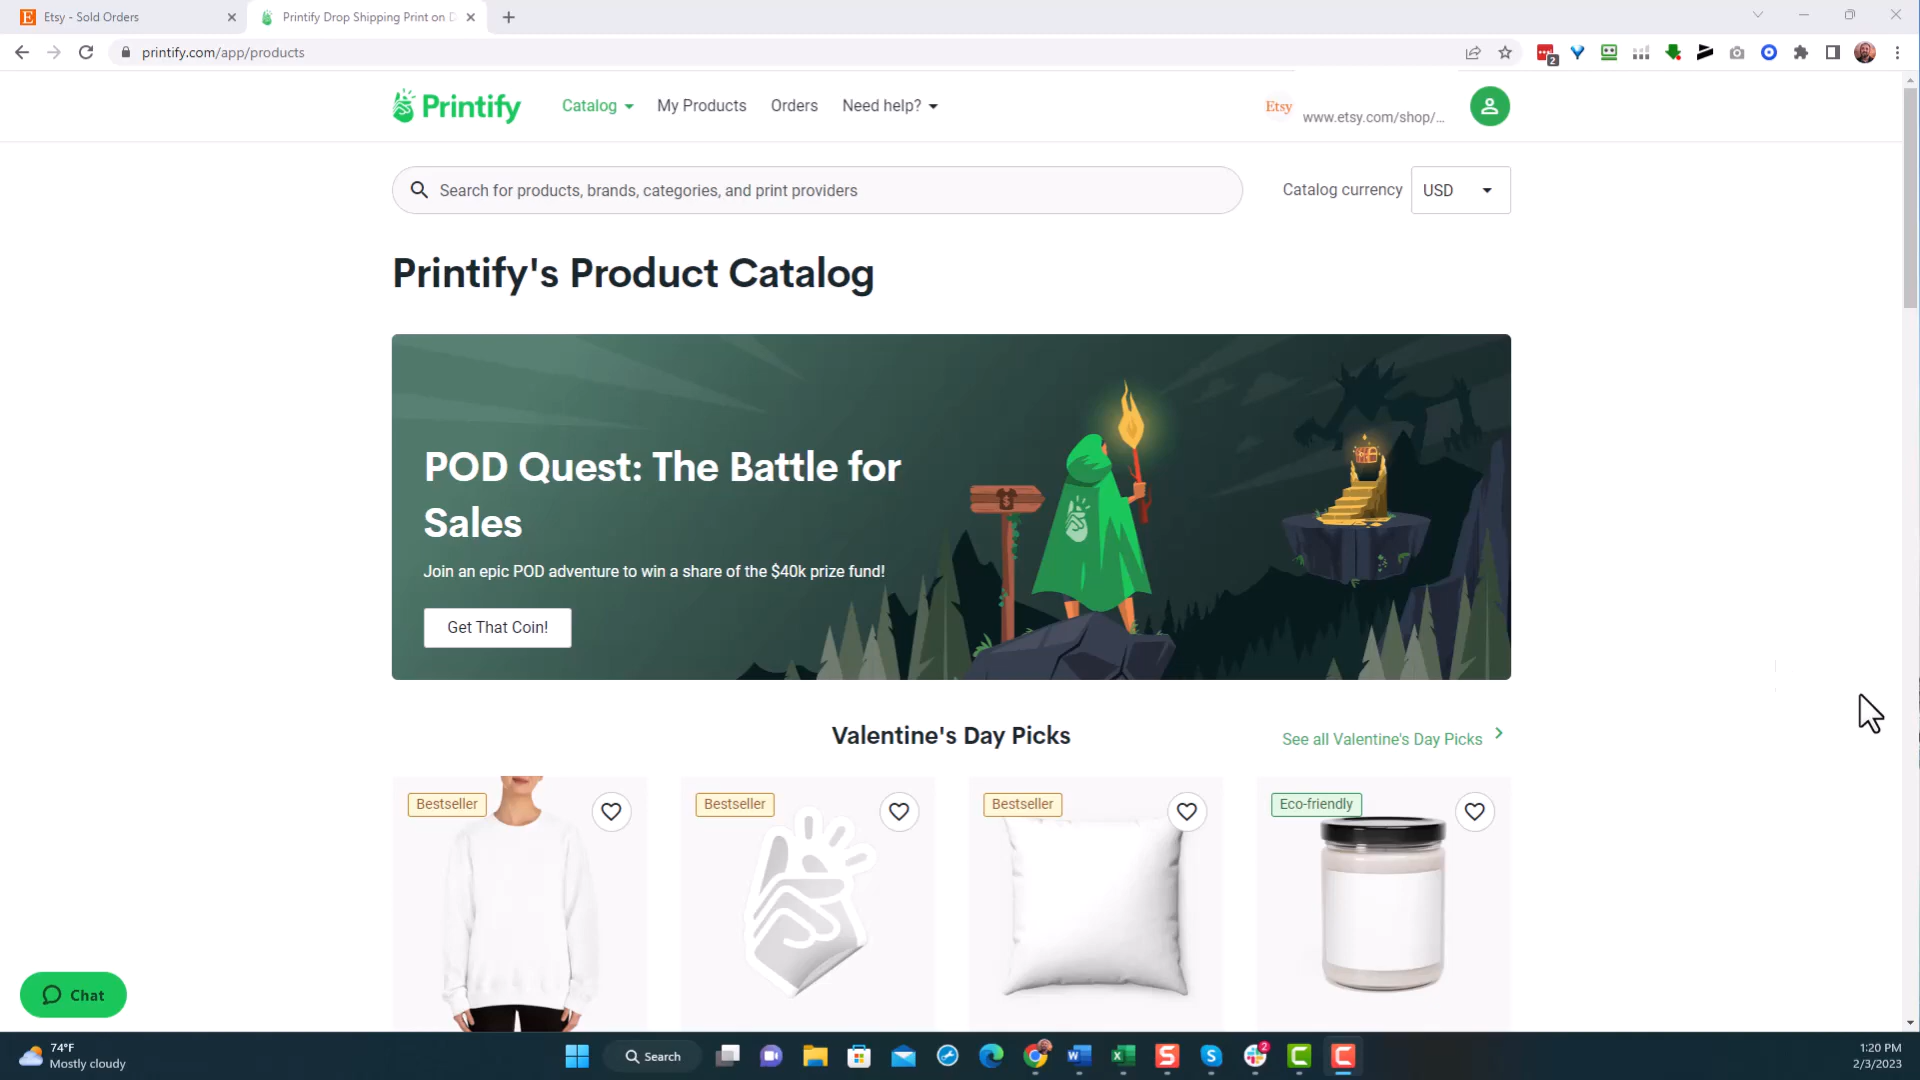 Etsy - Sold Orders
Printify Drop Shipping Print on D
printify.com/app/products
2
Printify
Catalog
My Products
Orders
Need help?
Etsy
www.etsy.com/shop/...
Search for products, brands, categories, and print providers
Catalog currency
USD
Printify's Product Catalog
POD Quest: The Battle for
Sales
Join an epic POD adventure to win a share of the $40k prize fund!
Get That Coin!
Valentine's Day Picks
See all Valentine's Day Picks
Bestseller
Bestseller
Bestseller
Eco-friendly
Chat
74°F
Mostly cloudy
Search
2
1:20 PM
2/3/2023